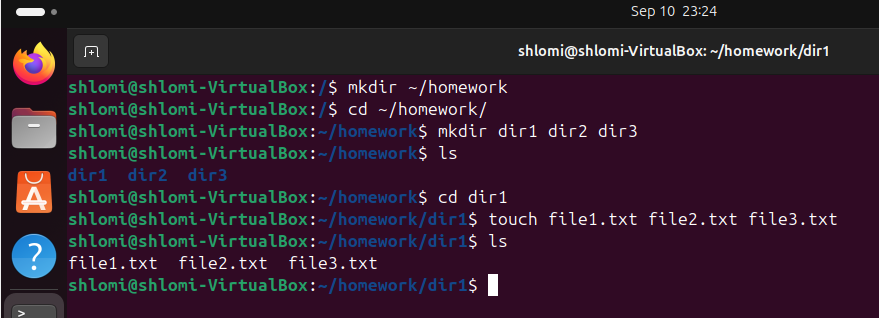 Sep 10 23:24
shlomi@shlomi-VirtualBox: ~/homework/dir1
shlomi@shlomi-VirtualBox:/$ mkdir ~/homework
shlomi@shlomi-VirtualBox:/$ cd ~/homework/
shlomi@shlomi-VirtualBox:~/homework$ mkdir dir1 dir2 dir3
shlomi@shlomi-VirtualBox:~/homework$ ls
dir1  dir2  dir3
shlomi@shlomi-VirtualBox:~/homework$ cd dir1
shlomi@shlomi-VirtualBox:~/homework/dir1$ touch file1.txt file2.txt file3.txt
shlomi@shlomi-VirtualBox:~/homework/dir1$ ls
file1.txt  file2.txt  file3.txt
shlomi@shlomi-VirtualBox:~/homework/dir1$